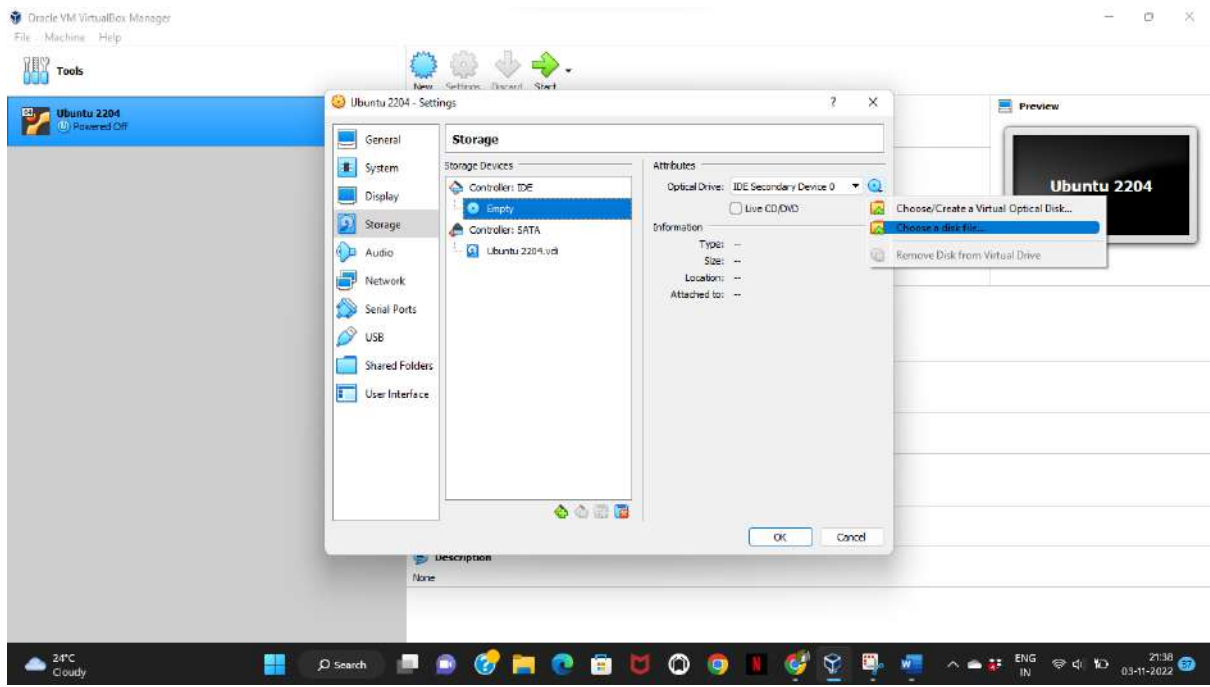 Oracle VM VirtualBox Manager
File Machine Help
Tools
New Settings Discard Start
Ubuntu 2204
Powered Off
Preview
Ubuntu 2204
Ubuntu 2204 - Settings
? X
General
System
Display
Storage
Audio
Network
Serial Ports
USB
Shared Folders
User Interface
Storage
Storage Devices
Controller: IDE
Empty
Controller: SATA
Ubuntu 2204.vdi
Attributes
Optical Drive: IDE Secondary Device 0
Live CD/DVD
Information
Type: --
Size: --
Location: --
Attached to: --
Choose/Create a Virtual Optical Disk...
Choose a disk file...
Remove Disk from Virtual Drive
OK Cancel
Description
None
24°C
Cloudy
Search
ENG
IN
21:38
03-11-2022